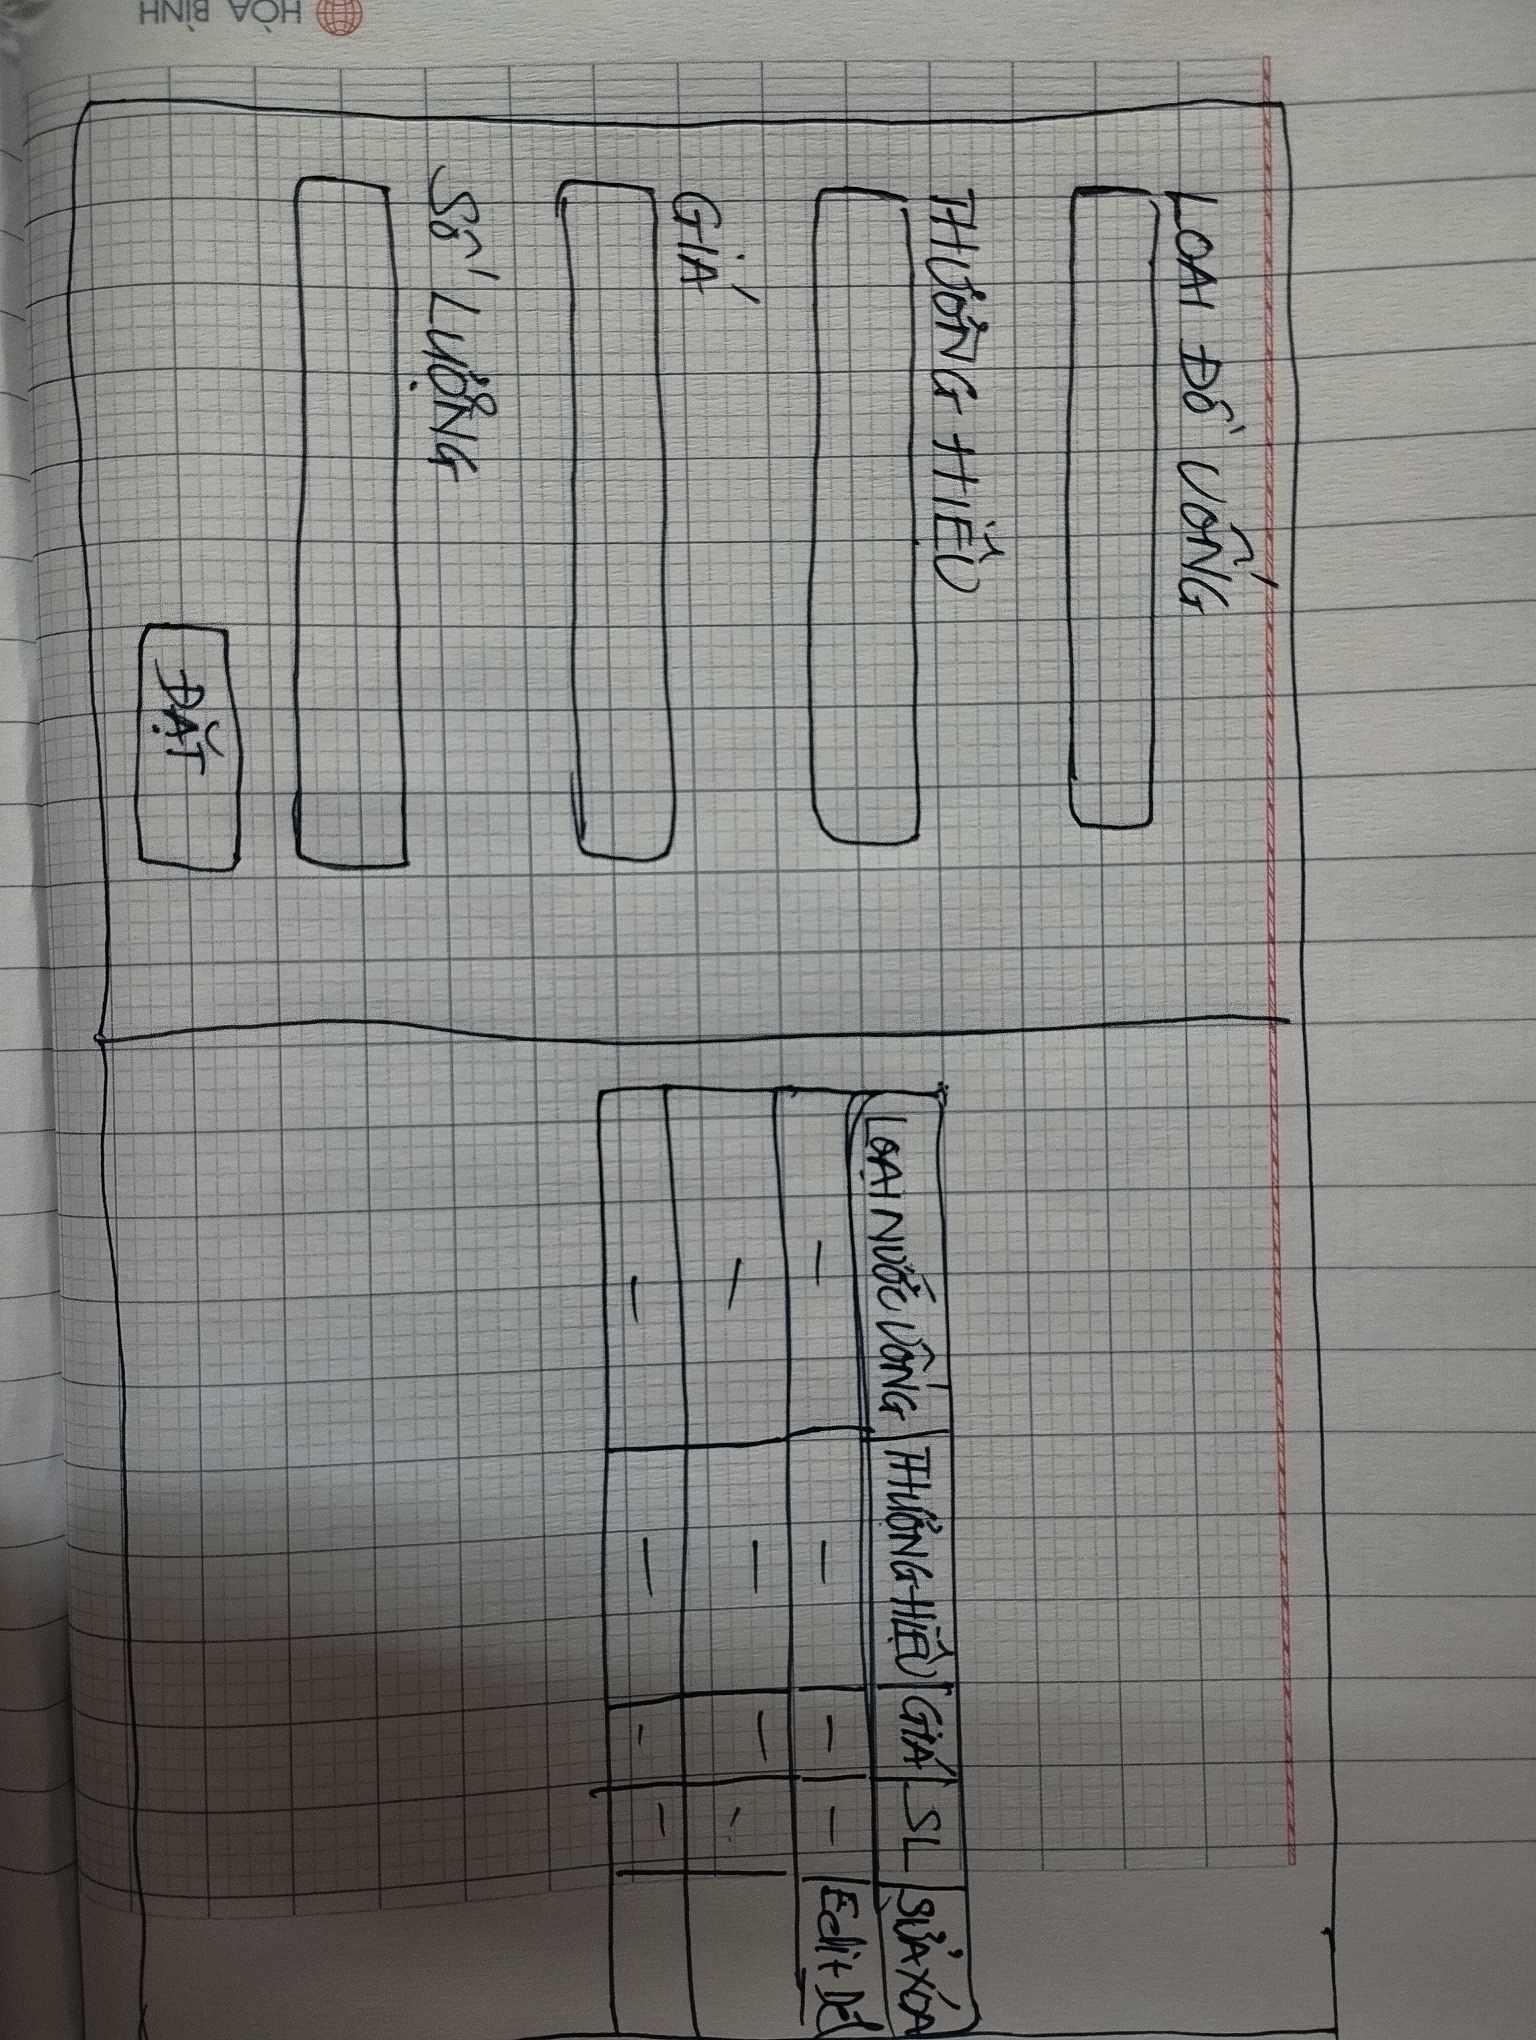 LOẠI ĐỒ UỐNG
THƯƠNG HIỆU
GIÁ
SỐ LƯỢNG
ĐẶT
LOẠI NƯỚC UỐNG THƯƠNG HIỆU GIÁ SL SỬA XÓA
— — — — Edit Del
— — — -
— — - —
HÒA BÌNH